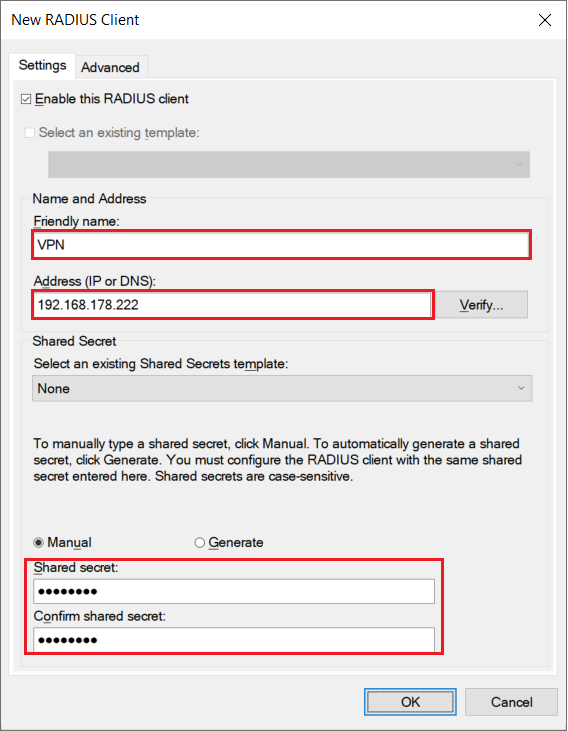 New RADIUS Client
Settings
Advanced
Enable this RADIUS client
Select an existing template:
Name and Address
Friendly name:
VPN
Address (IP or DNS):
192.168.178.222
Verify...
Shared Secret
Select an existing Shared Secrets template:
None
To manually type a shared secret, click Manual. To automatically generate a shared
secret, click Generate. You must configure the RADIUS client with the same shared
secret entered here. Shared secrets are case-sensitive.
Manual
Generate
Shared secret:
●●●●●●●●
Confirm shared secret:
●●●●●●●●
OK
Cancel